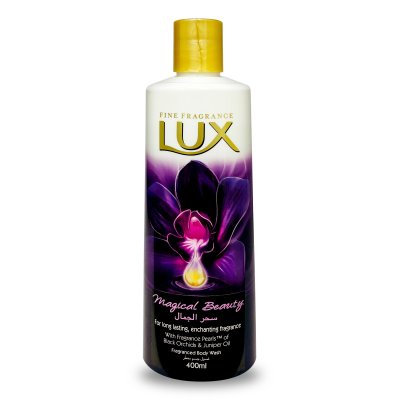 FINE FRAGRANCE
LUX
Magical Beauty
سحر الجمال
For long lasting, enchanting fragrance
With Fragrance Pearls™ of
Black Orchids & Juniper Oil
Fragranced Body Wash
400ml